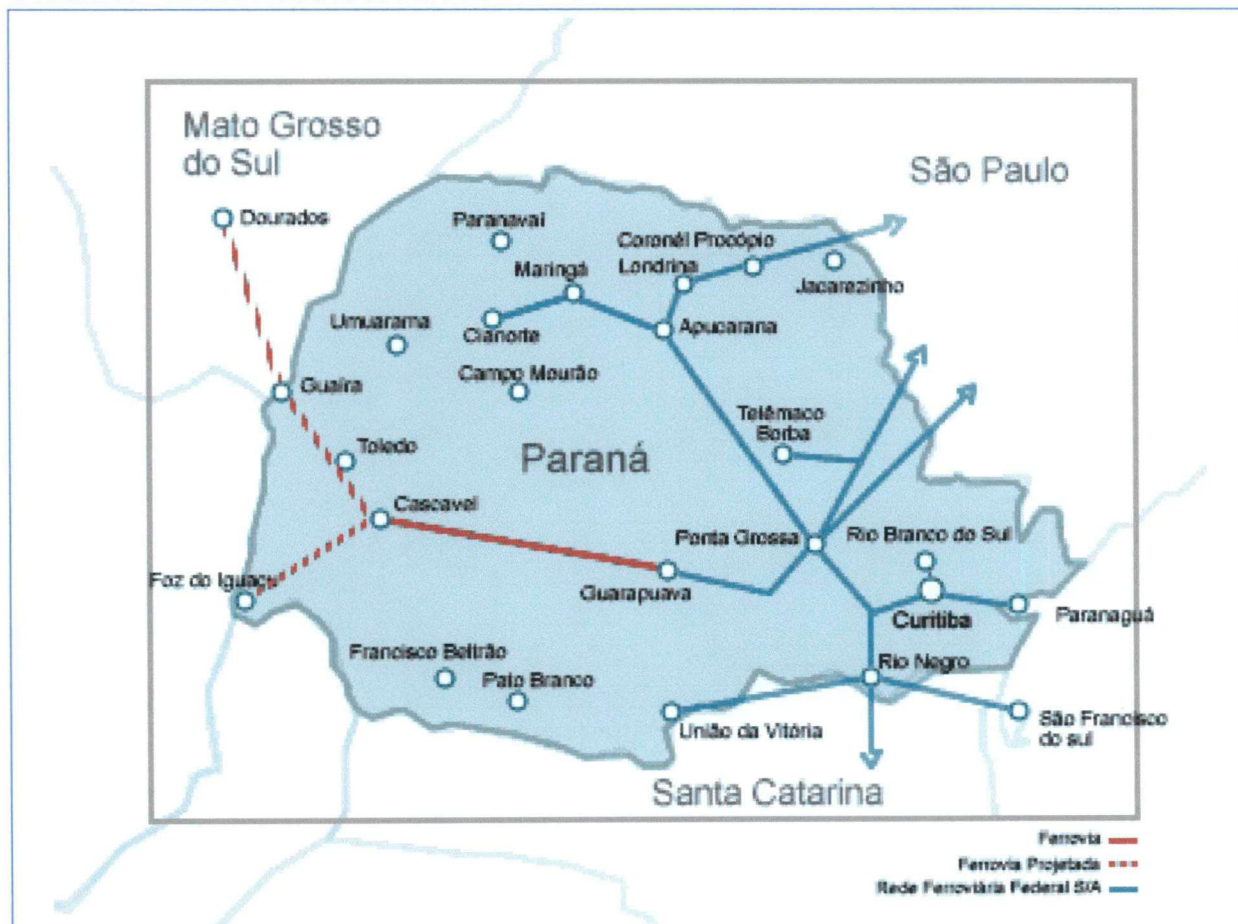 Mato Grosso
do Sul
São Paulo
Dourados
Paranavaí
Coronél Procópio
Maringá
Londrina
Jacarezinho
Umuarama
Cianorte
Apucarana
Guaíra
Campo Mourão
Telêmaco
Borba
Toledo
Paraná
Cascavel
Ponta Grossa
Rio Branco do Sul
Foz do Iguaçu
Guarapuava
Curitiba
Paranaguá
Francisco Beltrão
Rio Negro
Pato Branco
União da Vitória
São Francisco
do sul
Santa Catarina
Ferrovia
Ferrovia Projetada
Rede Ferroviária Federal S/A